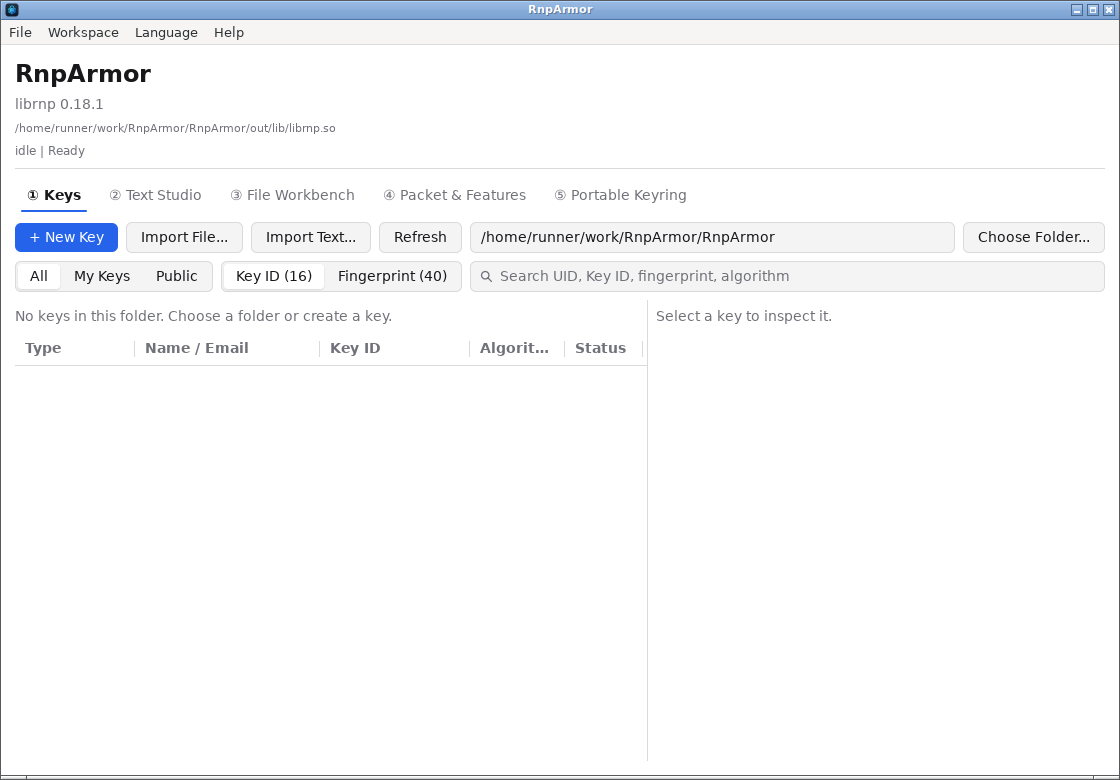 RnpArmor
File Workspace Language Help
RnpArmor
librnp 0.18.1
/home/runner/work/RnpArmor/RnpArmor/out/lib/librnp.so
idle | Ready
① Keys ② Text Studio ③ File Workbench ④ Packet & Features ⑤ Portable Keyring
+ New Key Import File... Import Text... Refresh /home/runner/work/RnpArmor/RnpArmor Choose Folder...
All My Keys Public Key ID (16) Fingerprint (40) Search UID, Key ID, fingerprint, algorithm
No keys in this folder. Choose a folder or create a key. Select a key to inspect it.
Type Name / Email Key ID Algorit... Status